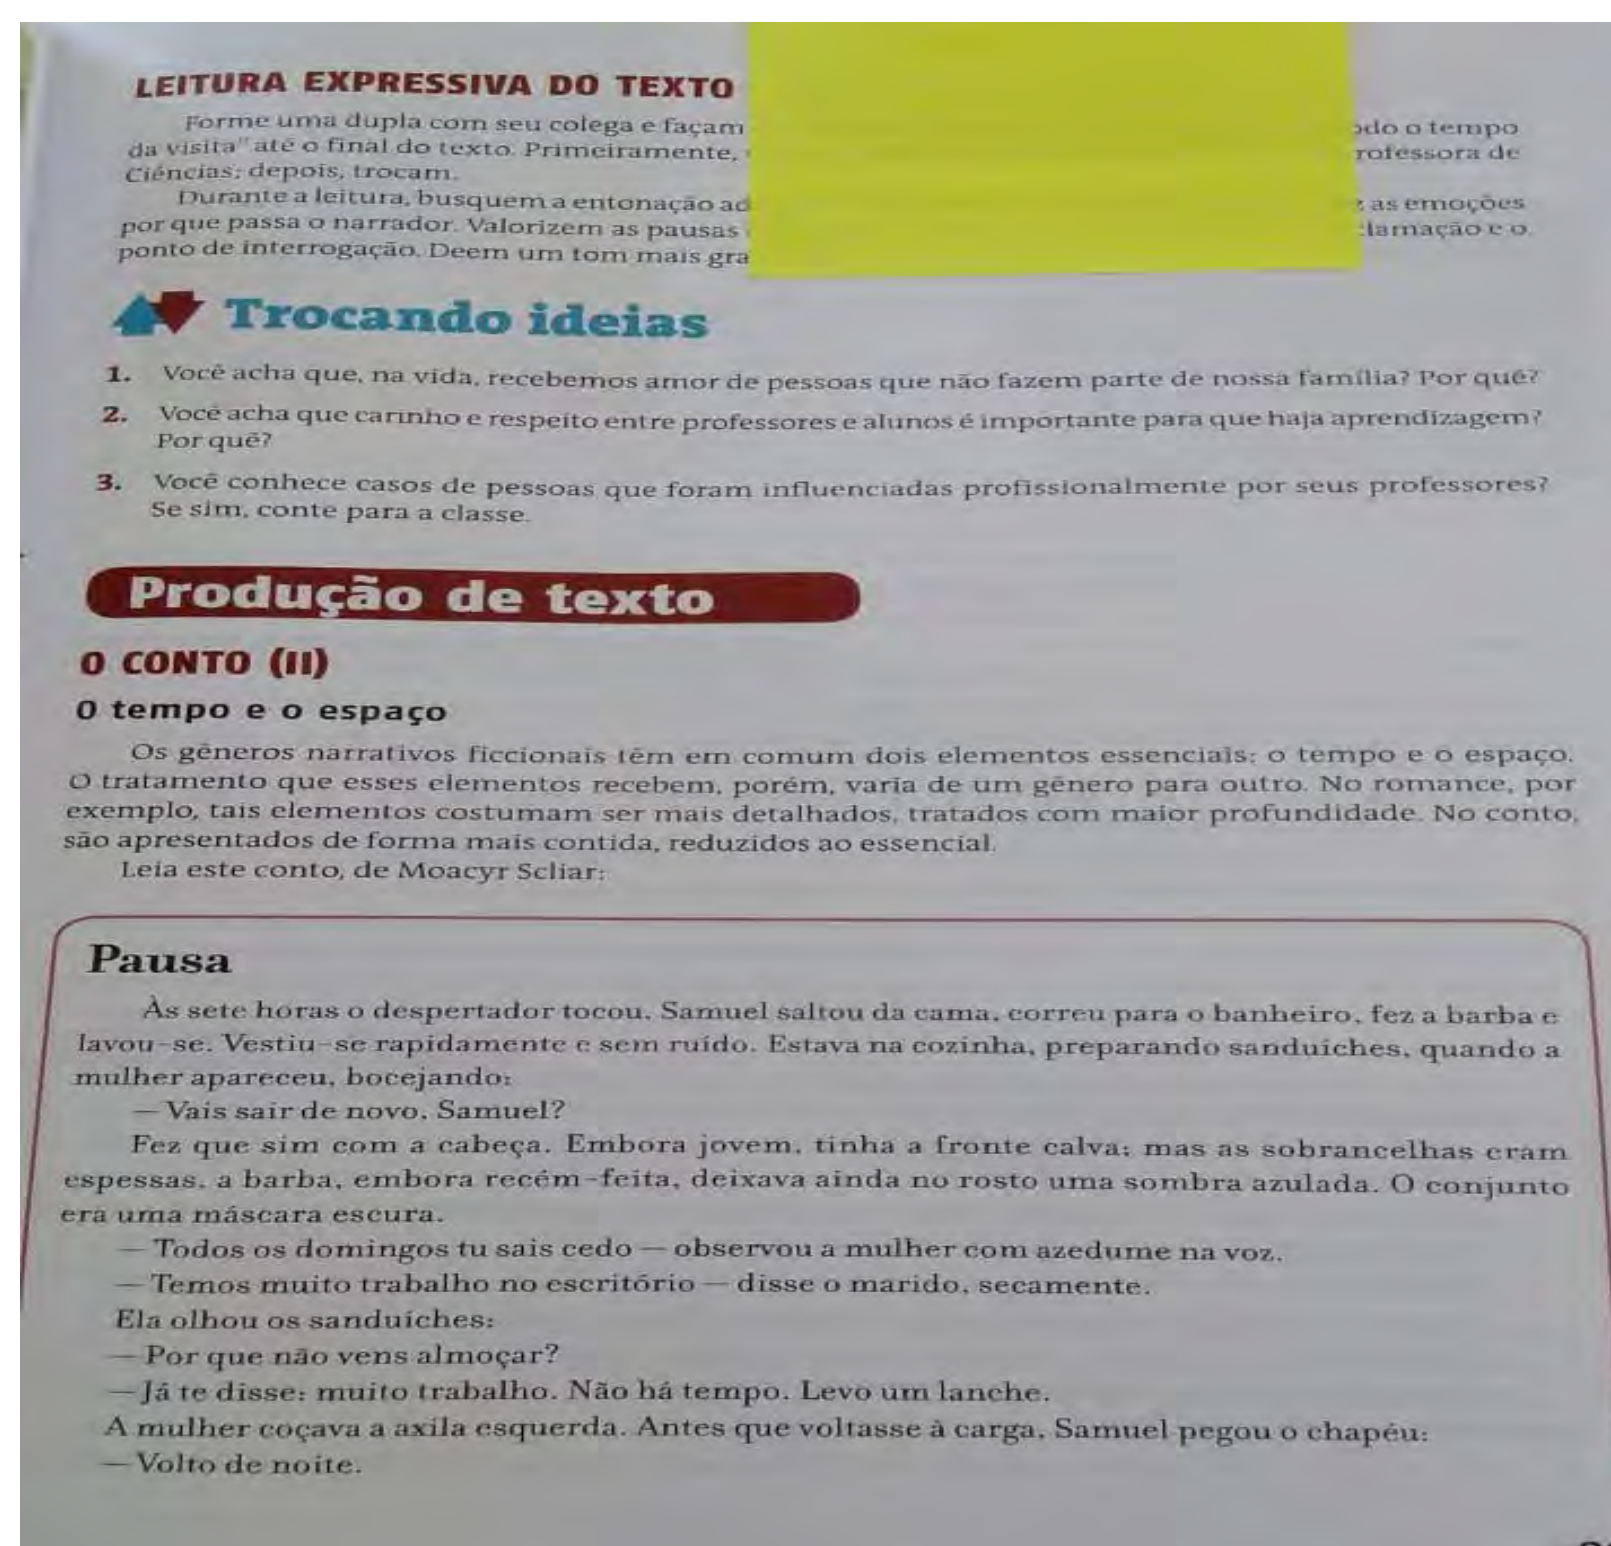 LEITURA EXPRESSIVA DO TEXTO
Forme uma dupla com seu colega e façam
do o tempo
da visita" até o final do texto. Primeiramente,
rofessora de
Ciências; depois, trocam.
Durante a leitura, busquem a entonação ad
as emoções
por que passa o narrador. Valorizem as pausas
clamação e o
ponto de interrogação. Deem um tom mais gra
Trocando ideias
1. Você acha que, na vida, recebemos amor de pessoas que não fazem parte de nossa família? Por quê?
2. Você acha que carinho e respeito entre professores e alunos é importante para que haja aprendizagem?
Por quê?
3. Você conhece casos de pessoas que foram influenciadas profissionalmente por seus professores?
Se sim, conte para a classe.
Produção de texto
O CONTO (II)
O tempo e o espaço
Os gêneros narrativos ficcionais têm em comum dois elementos essenciais: o tempo e o espaço.
O tratamento que esses elementos recebem, porém, varia de um gênero para outro. No romance, por
exemplo, tais elementos costumam ser mais detalhados, tratados com maior profundidade. No conto,
são apresentados de forma mais contida, reduzidos ao essencial.
Leia este conto, de Moacyr Scliar:
Pausa
Às sete horas o despertador tocou. Samuel saltou da cama, correu para o banheiro, fez a barba e
lavou-se. Vestiu-se rapidamente e sem ruído. Estava na cozinha, preparando sanduíches, quando a
mulher apareceu, bocejando:
— Vais sair de novo, Samuel?
Fez que sim com a cabeça. Embora jovem, tinha a fronte calva; mas as sobrancelhas eram
espessas, a barba, embora recém-feita, deixava ainda no rosto uma sombra azulada. O conjunto
era uma máscara escura.
— Todos os domingos tu sais cedo — observou a mulher com azedume na voz.
— Temos muito trabalho no escritório — disse o marido, secamente.
Ela olhou os sanduíches:
— Por que não vens almoçar?
— Já te disse: muito trabalho. Não há tempo. Levo um lanche.
A mulher coçava a axila esquerda. Antes que voltasse à carga, Samuel pegou o chapéu:
— Volto de noite.